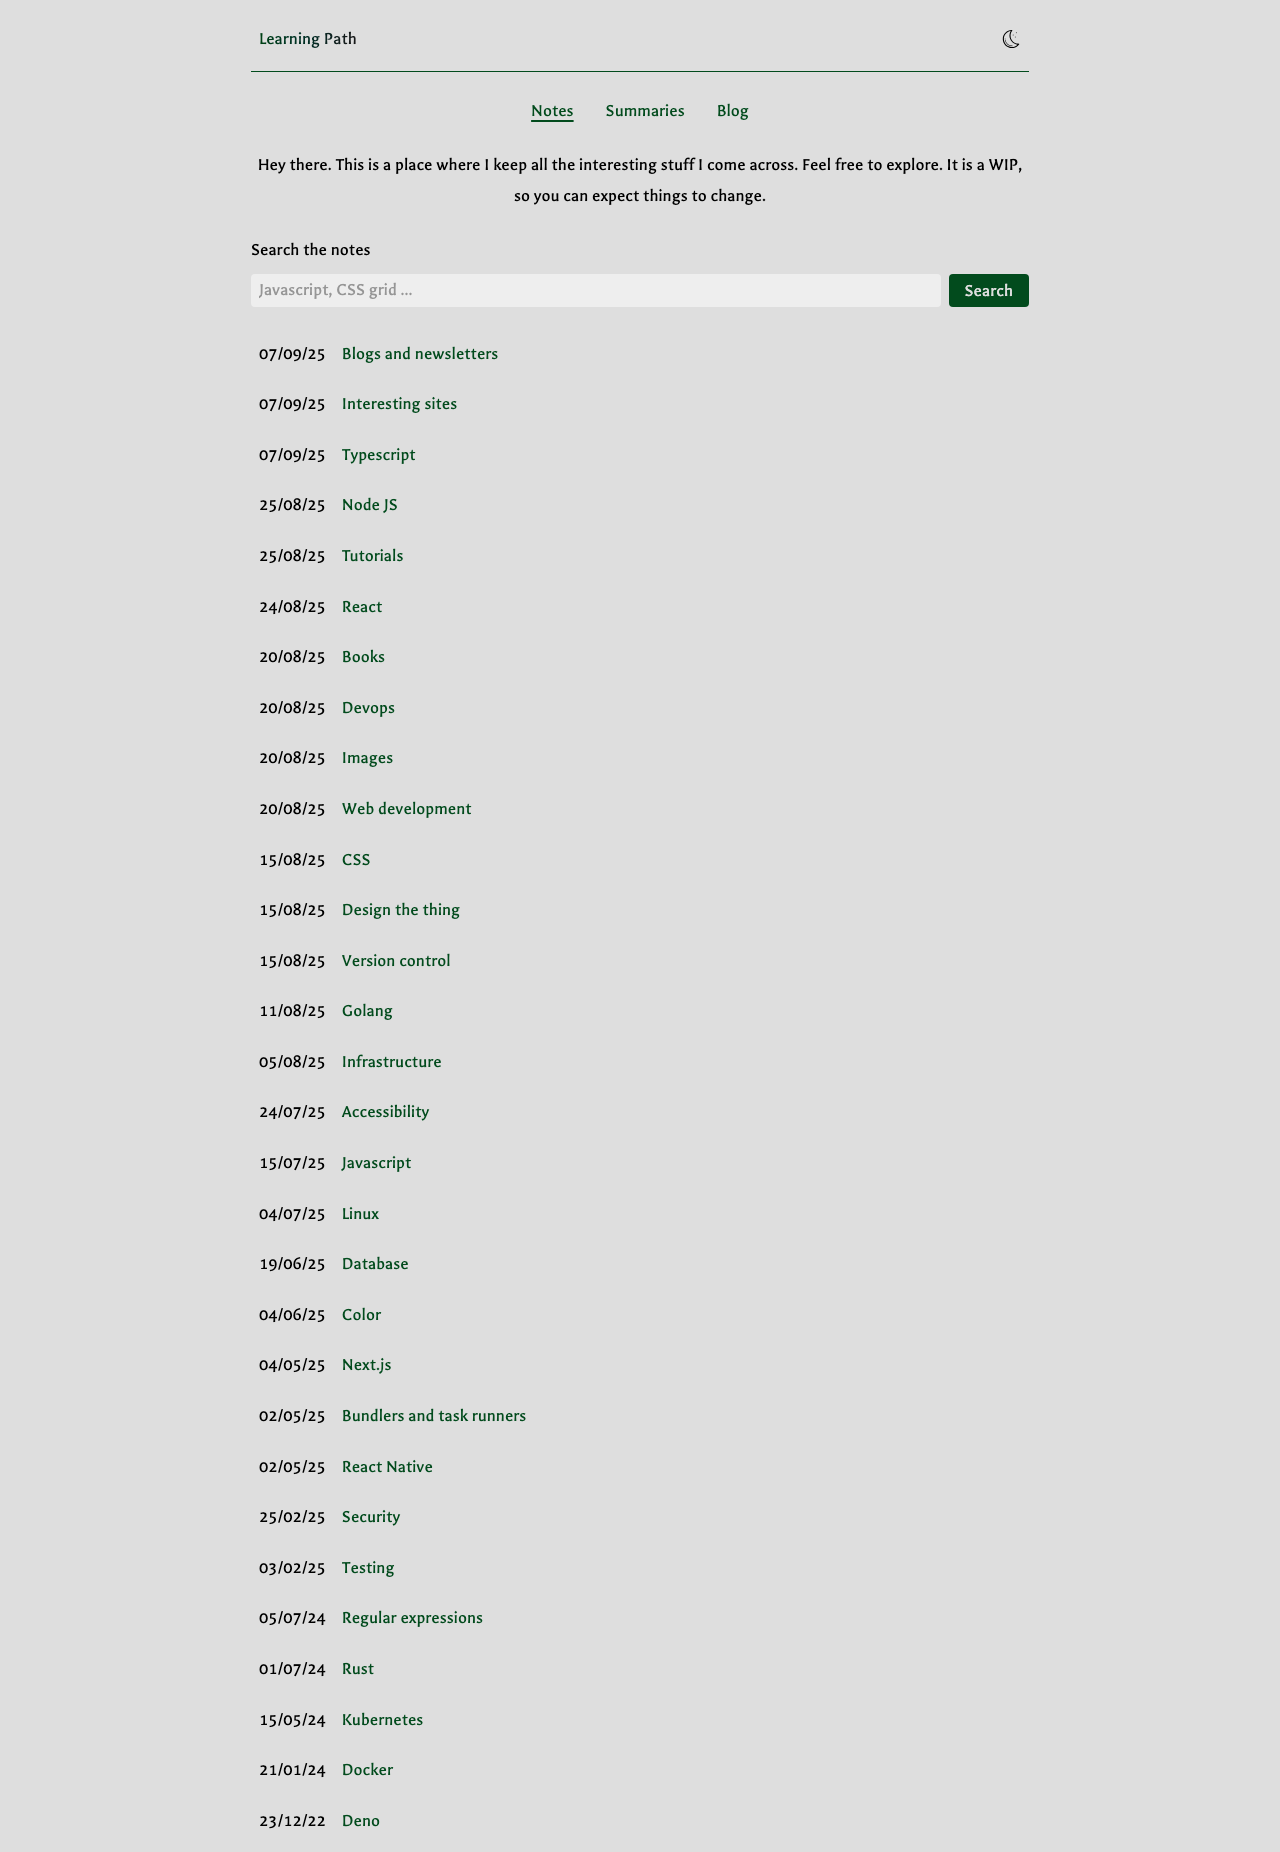 Learning Path
Notes Summaries Blog
Hey there. This is a place where I keep all the interesting stuff I come across. Feel free to explore. It is a WIP,
so you can expect things to change.
Search the notes
Javascript, CSS grid ... Search
07/09/25 Blogs and newsletters
07/09/25 Interesting sites
07/09/25 Typescript
25/08/25 Node JS
25/08/25 Tutorials
24/08/25 React
20/08/25 Books
20/08/25 Devops
20/08/25 Images
20/08/25 Web development
15/08/25 CSS
15/08/25 Design the thing
15/08/25 Version control
11/08/25 Golang
05/08/25 Infrastructure
24/07/25 Accessibility
15/07/25 Javascript
04/07/25 Linux
19/06/25 Database
04/06/25 Color
04/05/25 Next.js
02/05/25 Bundlers and task runners
02/05/25 React Native
25/02/25 Security
03/02/25 Testing
05/07/24 Regular expressions
01/07/24 Rust
15/05/24 Kubernetes
21/01/24 Docker
23/12/22 Deno